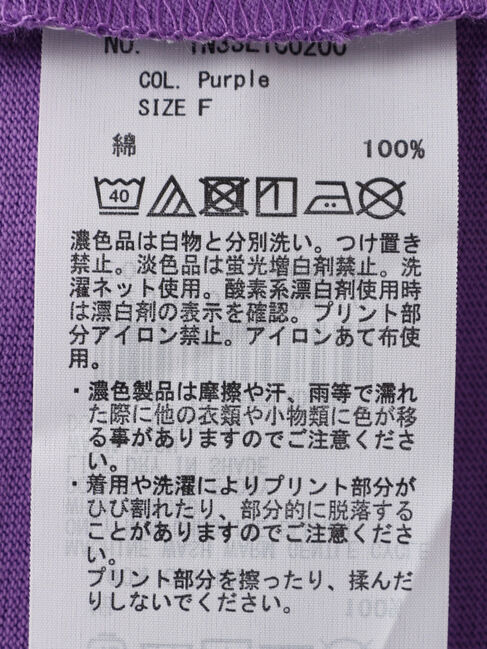 NO.
COL. Purple
SIZE F
綿 100%
40
濃色品は白物と分別洗い。つけ置き
禁止。淡色品は蛍光増白剤禁止。洗
濯ネット使用。酸素系漂白剤使用時
は漂白剤の表示を確認。プリント部
分アイロン禁止。アイロンあて布使
用。
・濃色製品は摩擦や汗、雨等で濡れ
た際に他の衣類や小物類に色が移
る事がありますのでご注意くださ
い。
・着用や洗濯によりプリント部分が
ひび割れたり、部分的に脱落する
ことがありますのでご注意くださ
い。
プリント部分を擦ったり、揉んだ
りしないでください。